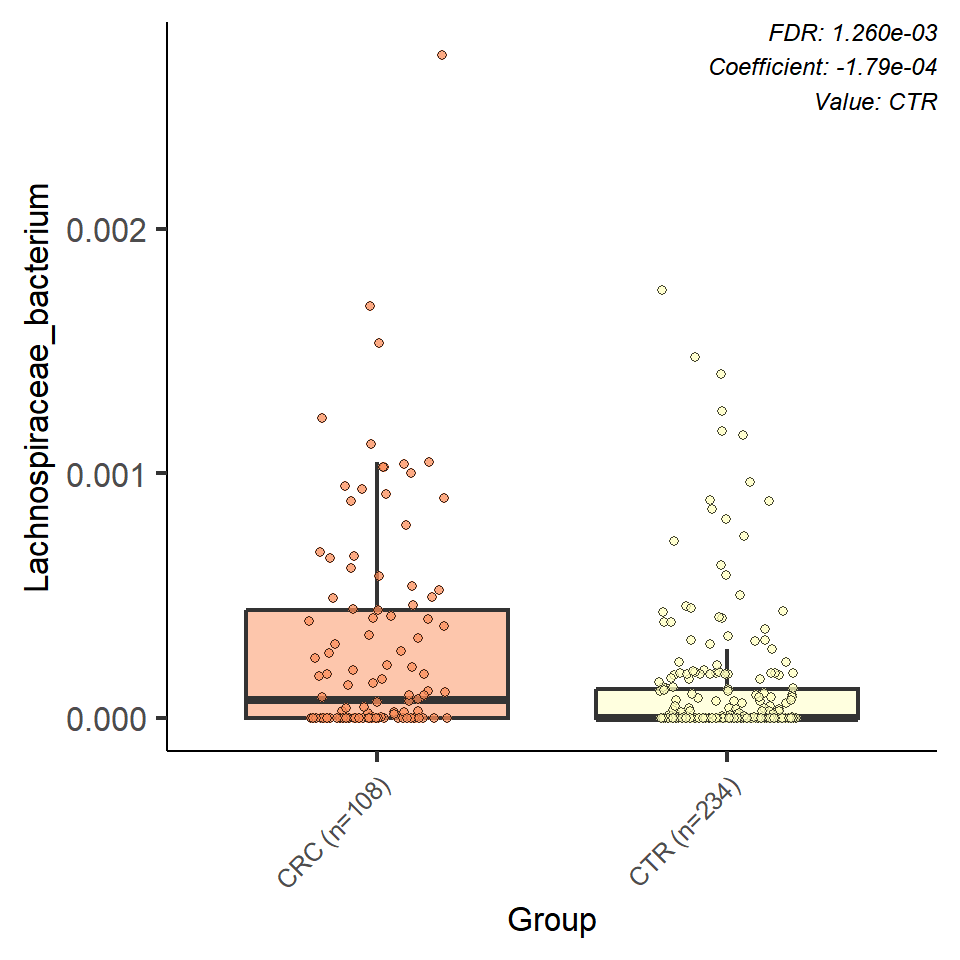 FDR: 1.260e-03
Coefficient: -1.79e-04
Value: CTR
Lachnospiraceae_bacterium
0.002
0.001
0.000
CRC (n=108)
CTR (n=234)
Group